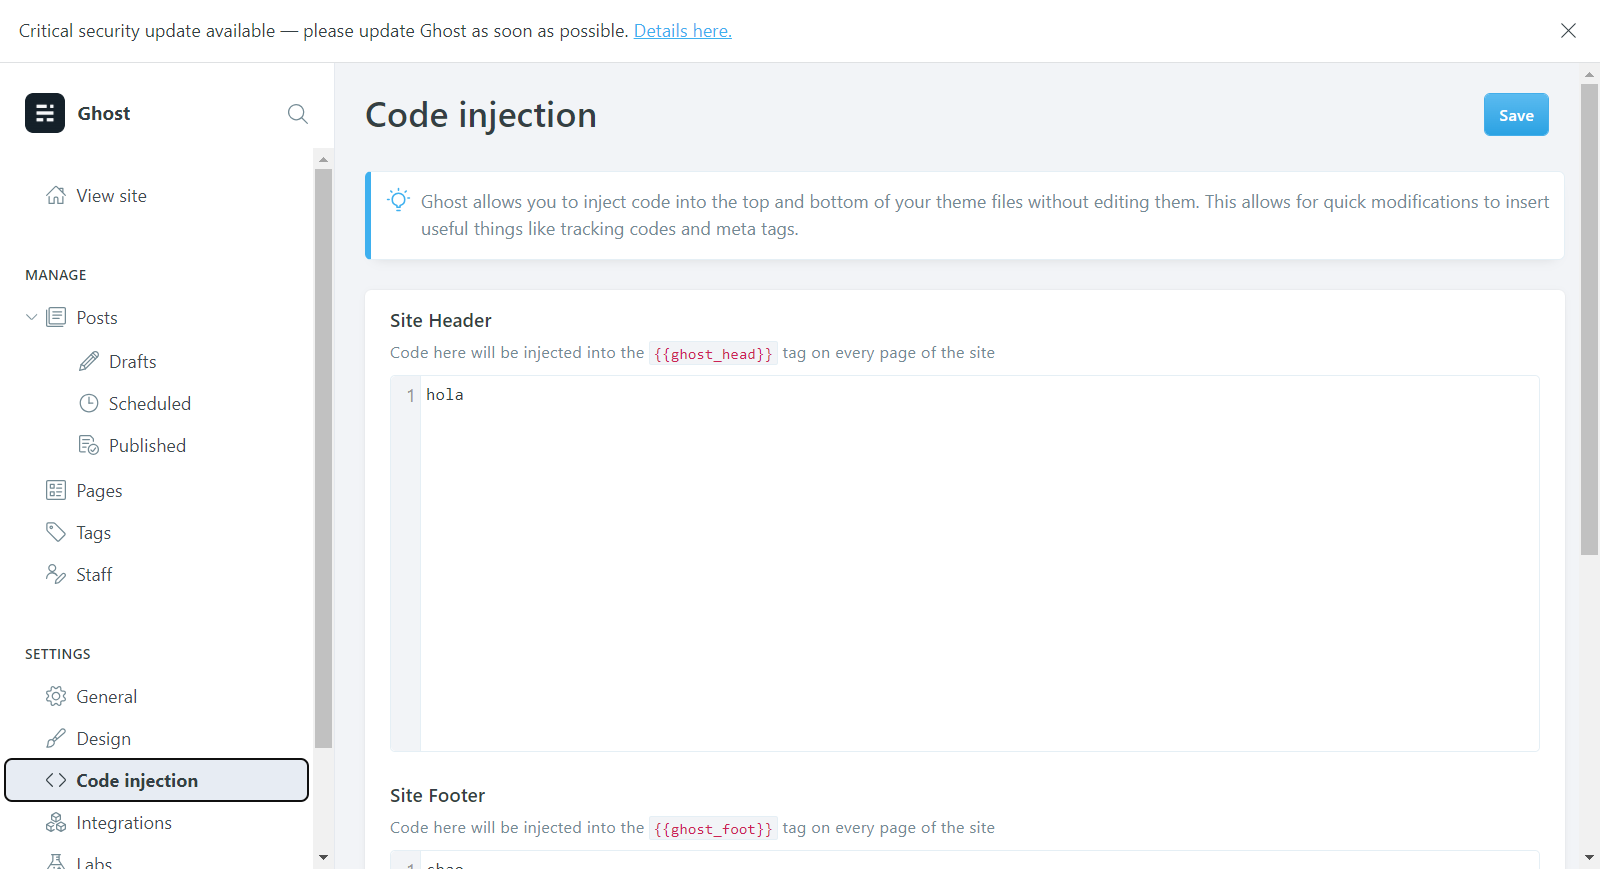 Critical security update available — please update Ghost as soon as possible. Details here.
Ghost
View site
MANAGE
Posts
Drafts
Scheduled
Published
Pages
Tags
Staff
SETTINGS
General
Design
Code injection
Integrations
Labs
Code injection
Save
Ghost allows you to inject code into the top and bottom of your theme files without editing them. This allows for quick modifications to insert
useful things like tracking codes and meta tags.
Site Header
Code here will be injected into the {{ghost_head}} tag on every page of the site
1 hola
Site Footer
Code here will be injected into the {{ghost_foot}} tag on every page of the site
1 chao